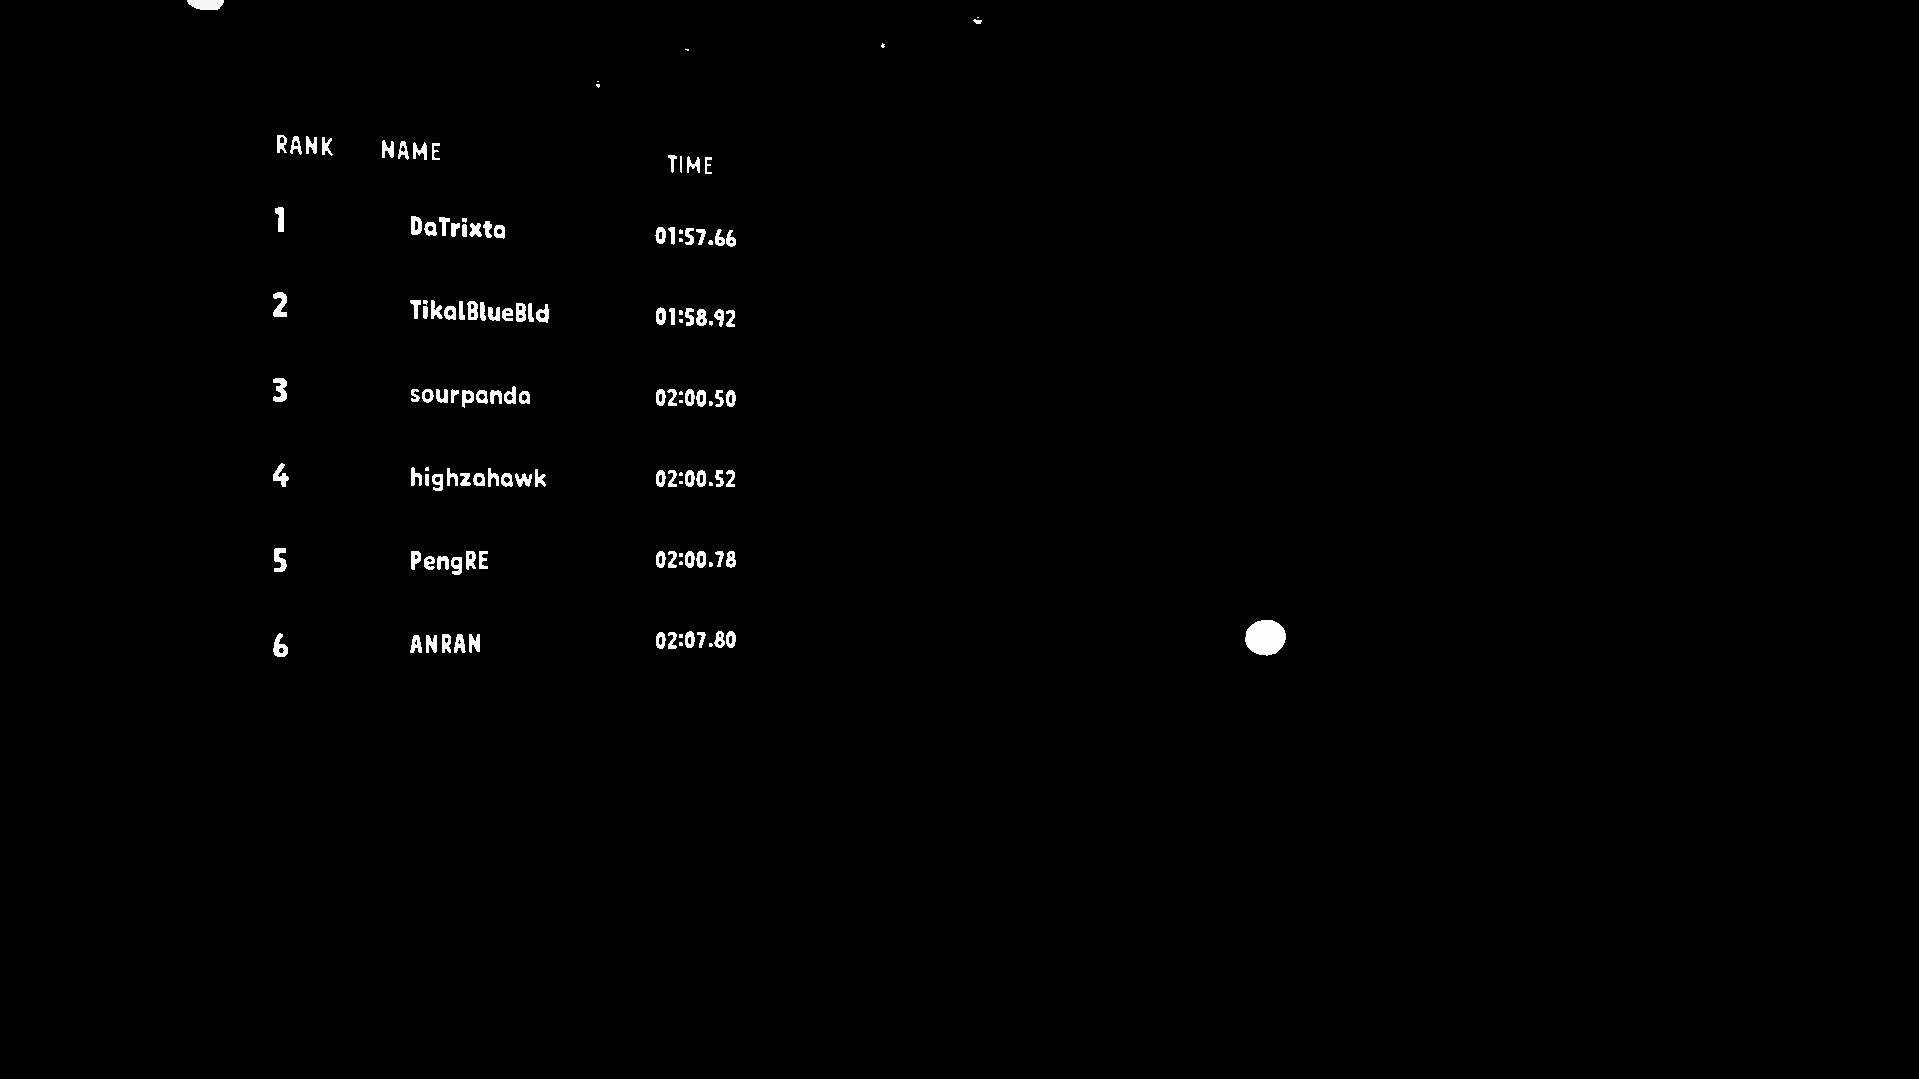 RANK NAME TIME
1 DaTrixta 01:57.66
2 TikalBlueBld 01:58.92
3 sourpanda 02:00.50
4 highzahawk 02:00.52
5 PengRE 02:00.78
6 ANRAN 02:07.80